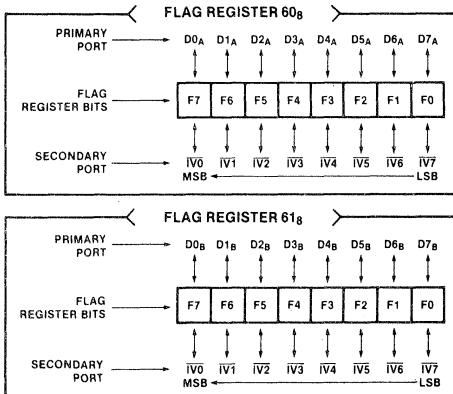 FLAG REGISTER 60₈
PRIMARY PORT D0A D1A D2A D3A D4A D5A D6A D7A
FLAG REGISTER BITS F7 F6 F5 F4 F3 F2 F1 F0
SECONDARY PORT IV0 IV1 IV2 IV3 IV4 IV5 IV6 IV7
MSB LSB
FLAG REGISTER 61₈
PRIMARY PORT D0B D1B D2B D3B D4B D5B D6B D7B
FLAG REGISTER BITS F7 F6 F5 F4 F3 F2 F1 F0
SECONDARY PORT IV0 IV1 IV2 IV3 IV4 IV5 IV6 IV7
MSB LSB